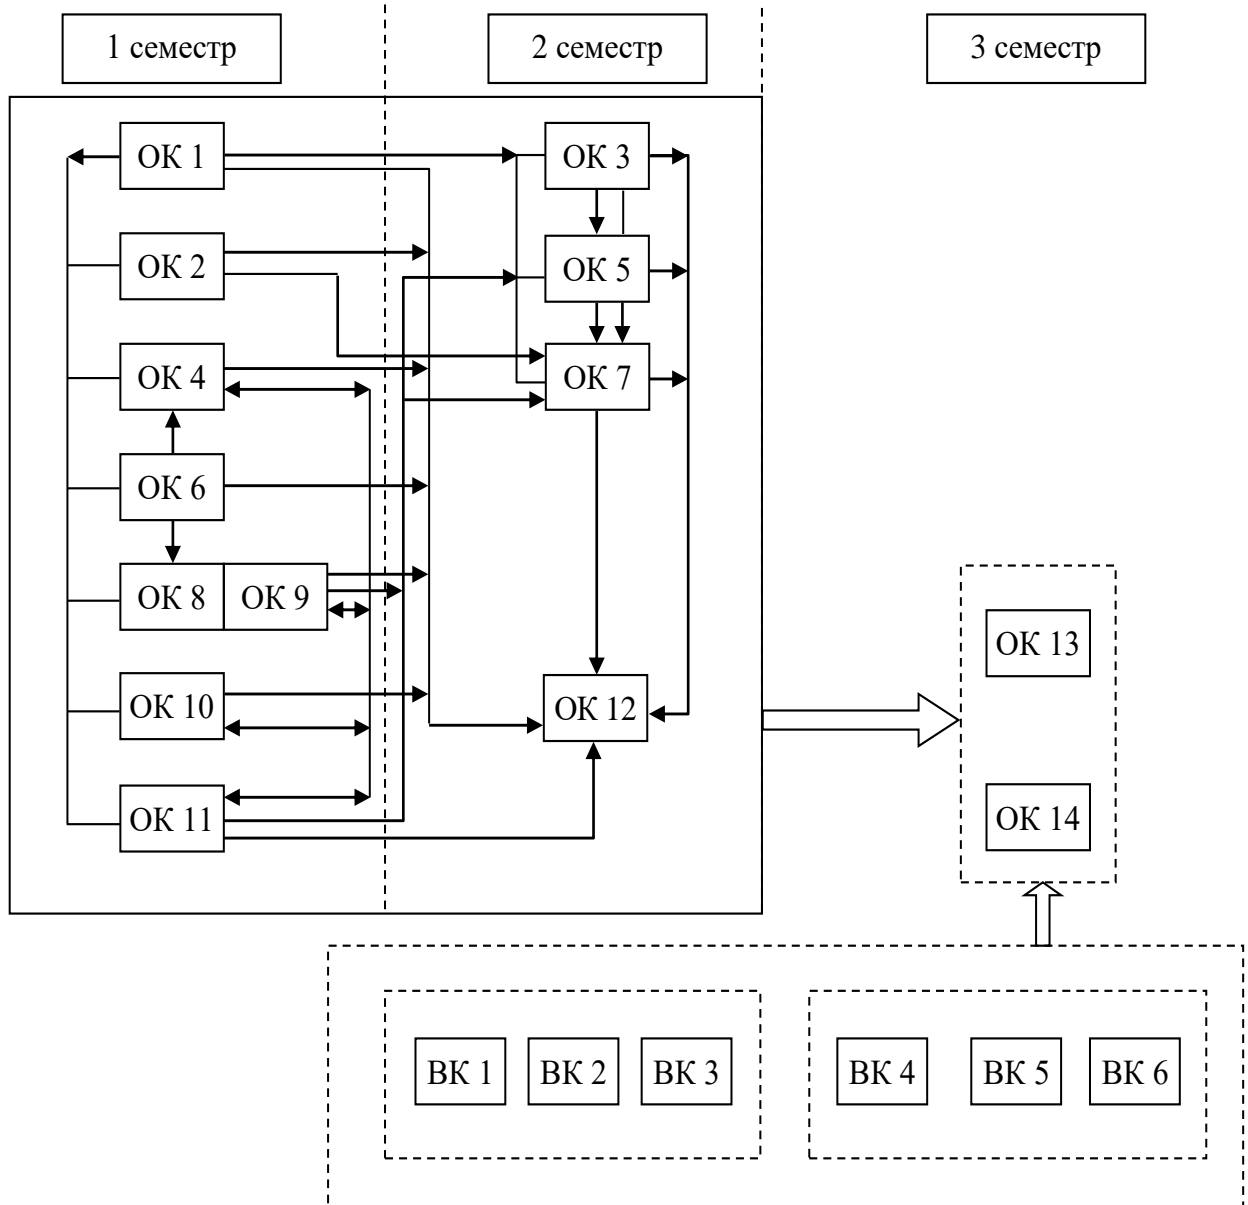 1 семестр
2 семестр
3 семестр
ОК 1
ОК 3
ОК 2
ОК 5
ОК 4
ОК 7
ОК 6
ОК 8
ОК 9
ОК 13
ОК 10
ОК 12
ОК 11
ОК 14
ВК 1
ВК 2
ВК 3
ВК 4
ВК 5
ВК 6